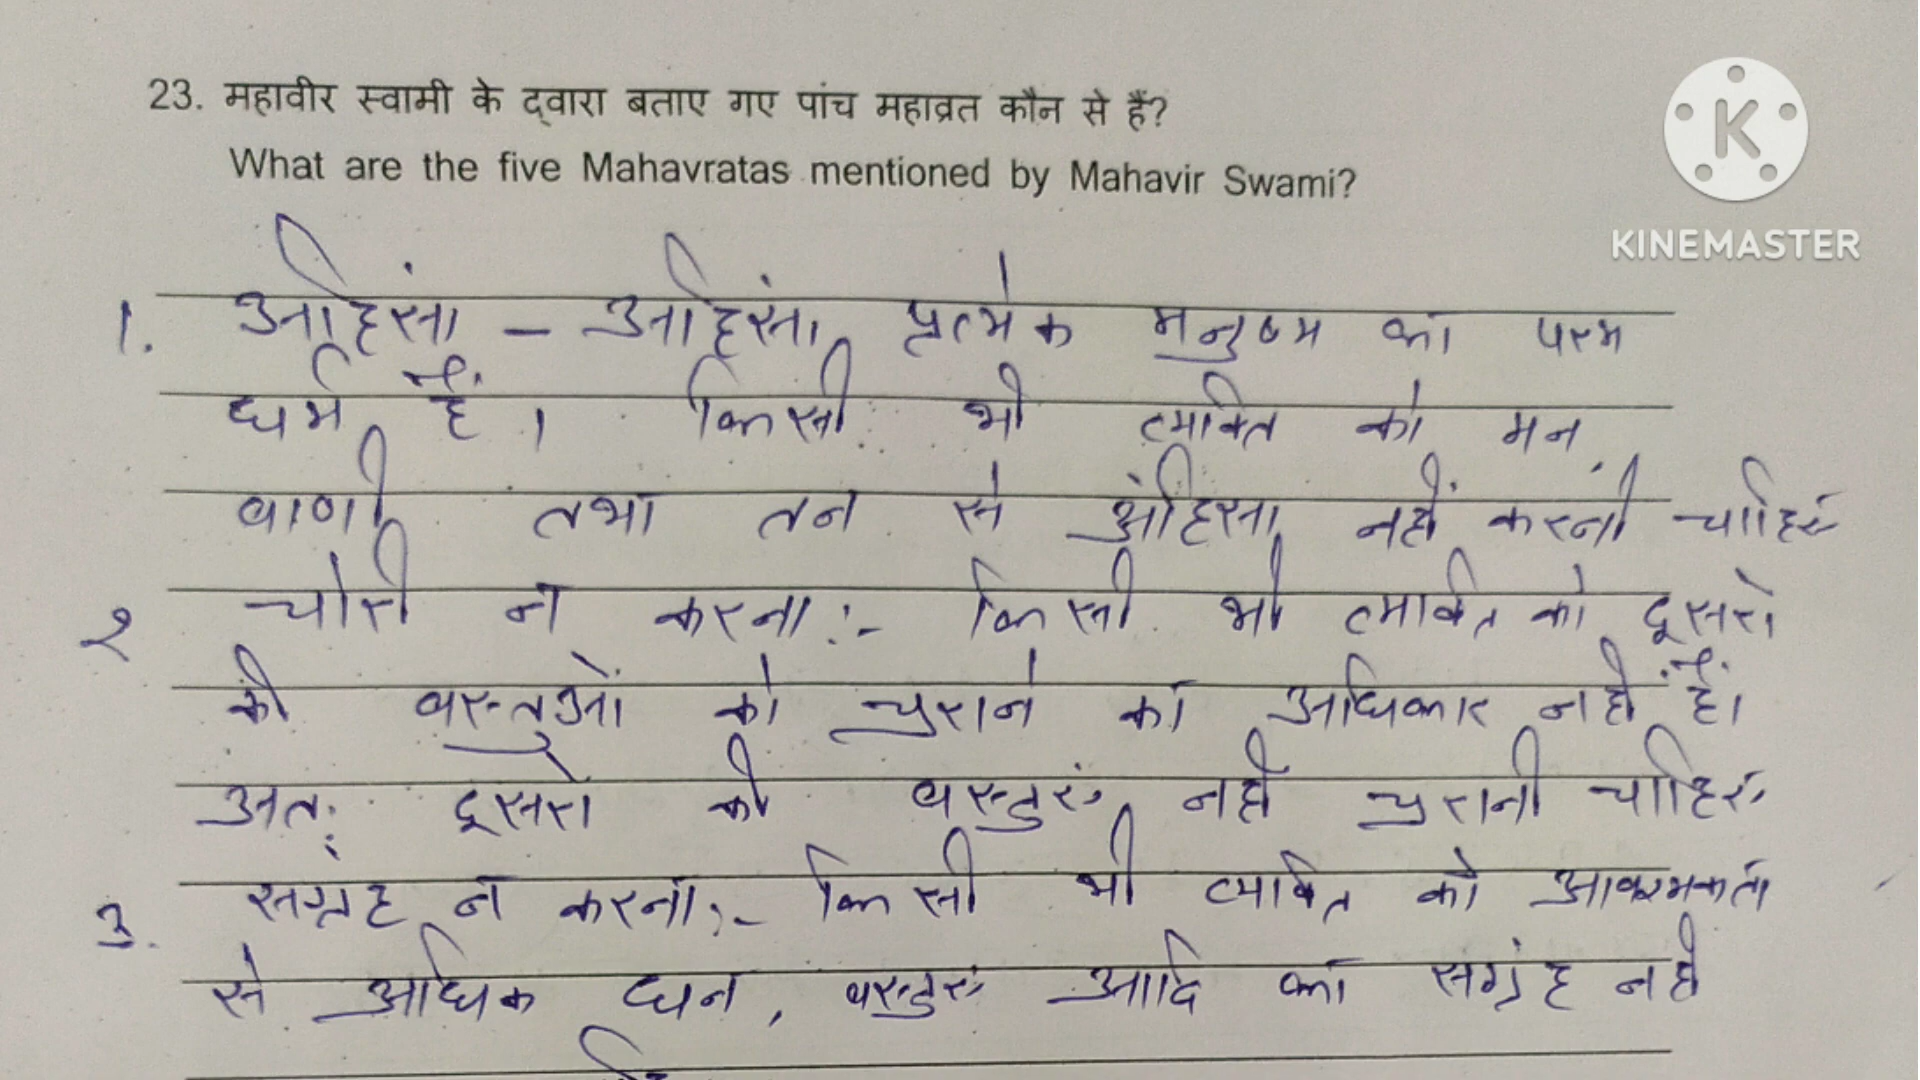 23. महावीर स्वामी के द्वारा बताए गए पांच महाव्रत कौन से हैं?
What are the five Mahavratas mentioned by Mahavir Swami?
K
KINEMASTER
1. अहिंसा - अहिंसा प्रत्येक मनुष्य का परम
धर्म हैं। किसी भी व्यक्ति को मन,
वाणी तथा तन से अंहिसा नहीं करनी चाहिए
2 चोरी न करना :- किसी भी व्यक्ति को दूसरो
की वस्तुओं को चुराने का अधिकार नहीं हैं।
अतः दूसरो की वस्तुएं नही चुरानी चाहिए,
3. सग्रंह न करना :- किसी भी व्यक्ति को आवश्यकता
से अधिक धन, वस्तुएं आदि का सग्रंह नही